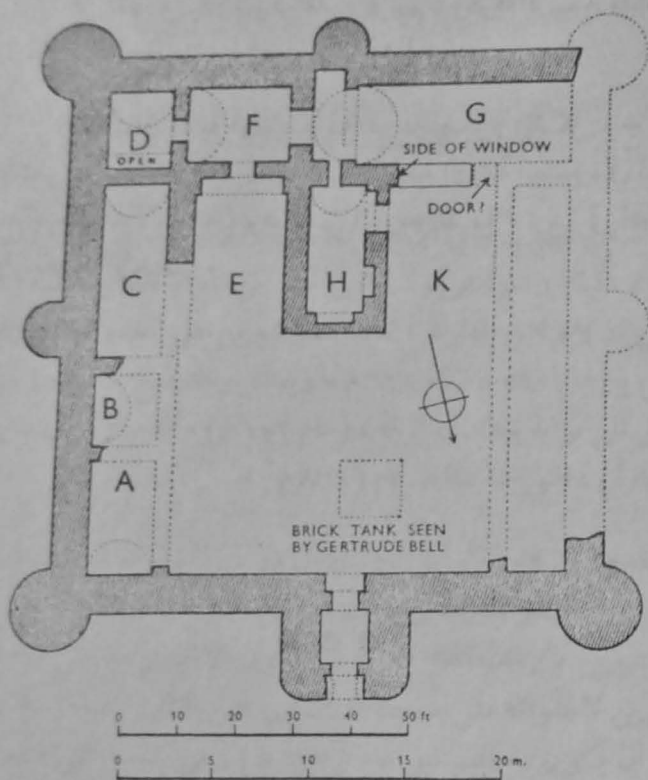 D
OPEN
F
G
SIDE OF WINDOW
DOOR?
C
E
H
K
B
A
BRICK TANK SEEN
BY GERTRUDE BELL
0 10 20 30 40 50 ft
0 5 10 15 20 m.